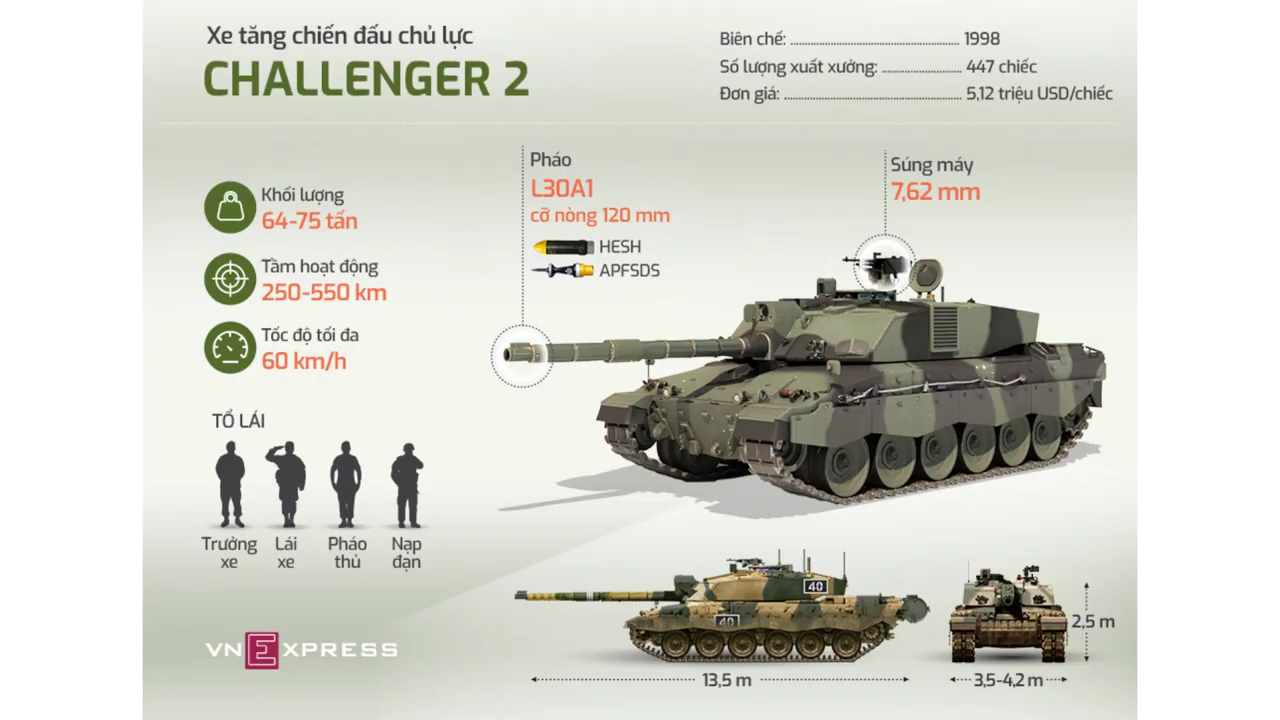 Xe tăng chiến đấu chủ lực
CHALLENGER 2
Biên chế: 1998
Số lượng xuất xưởng: 447 chiếc
Đơn giá: 5,12 triệu USD/chiếc
Khối lượng
64-75 tấn
Tầm hoạt động
250-550 km
Tốc độ tối đa
60 km/h
Pháo
L30A1
cỡ nòng 120 mm
HESH
APFSDS
Súng máy
7,62 mm
TỔ LÁI
Trưởng
xe
Lái
xe
Pháo
thủ
Nạp
đạn
40
40
13,5 m
2,5 m
3,5-4,2 m
VNEXPRESS